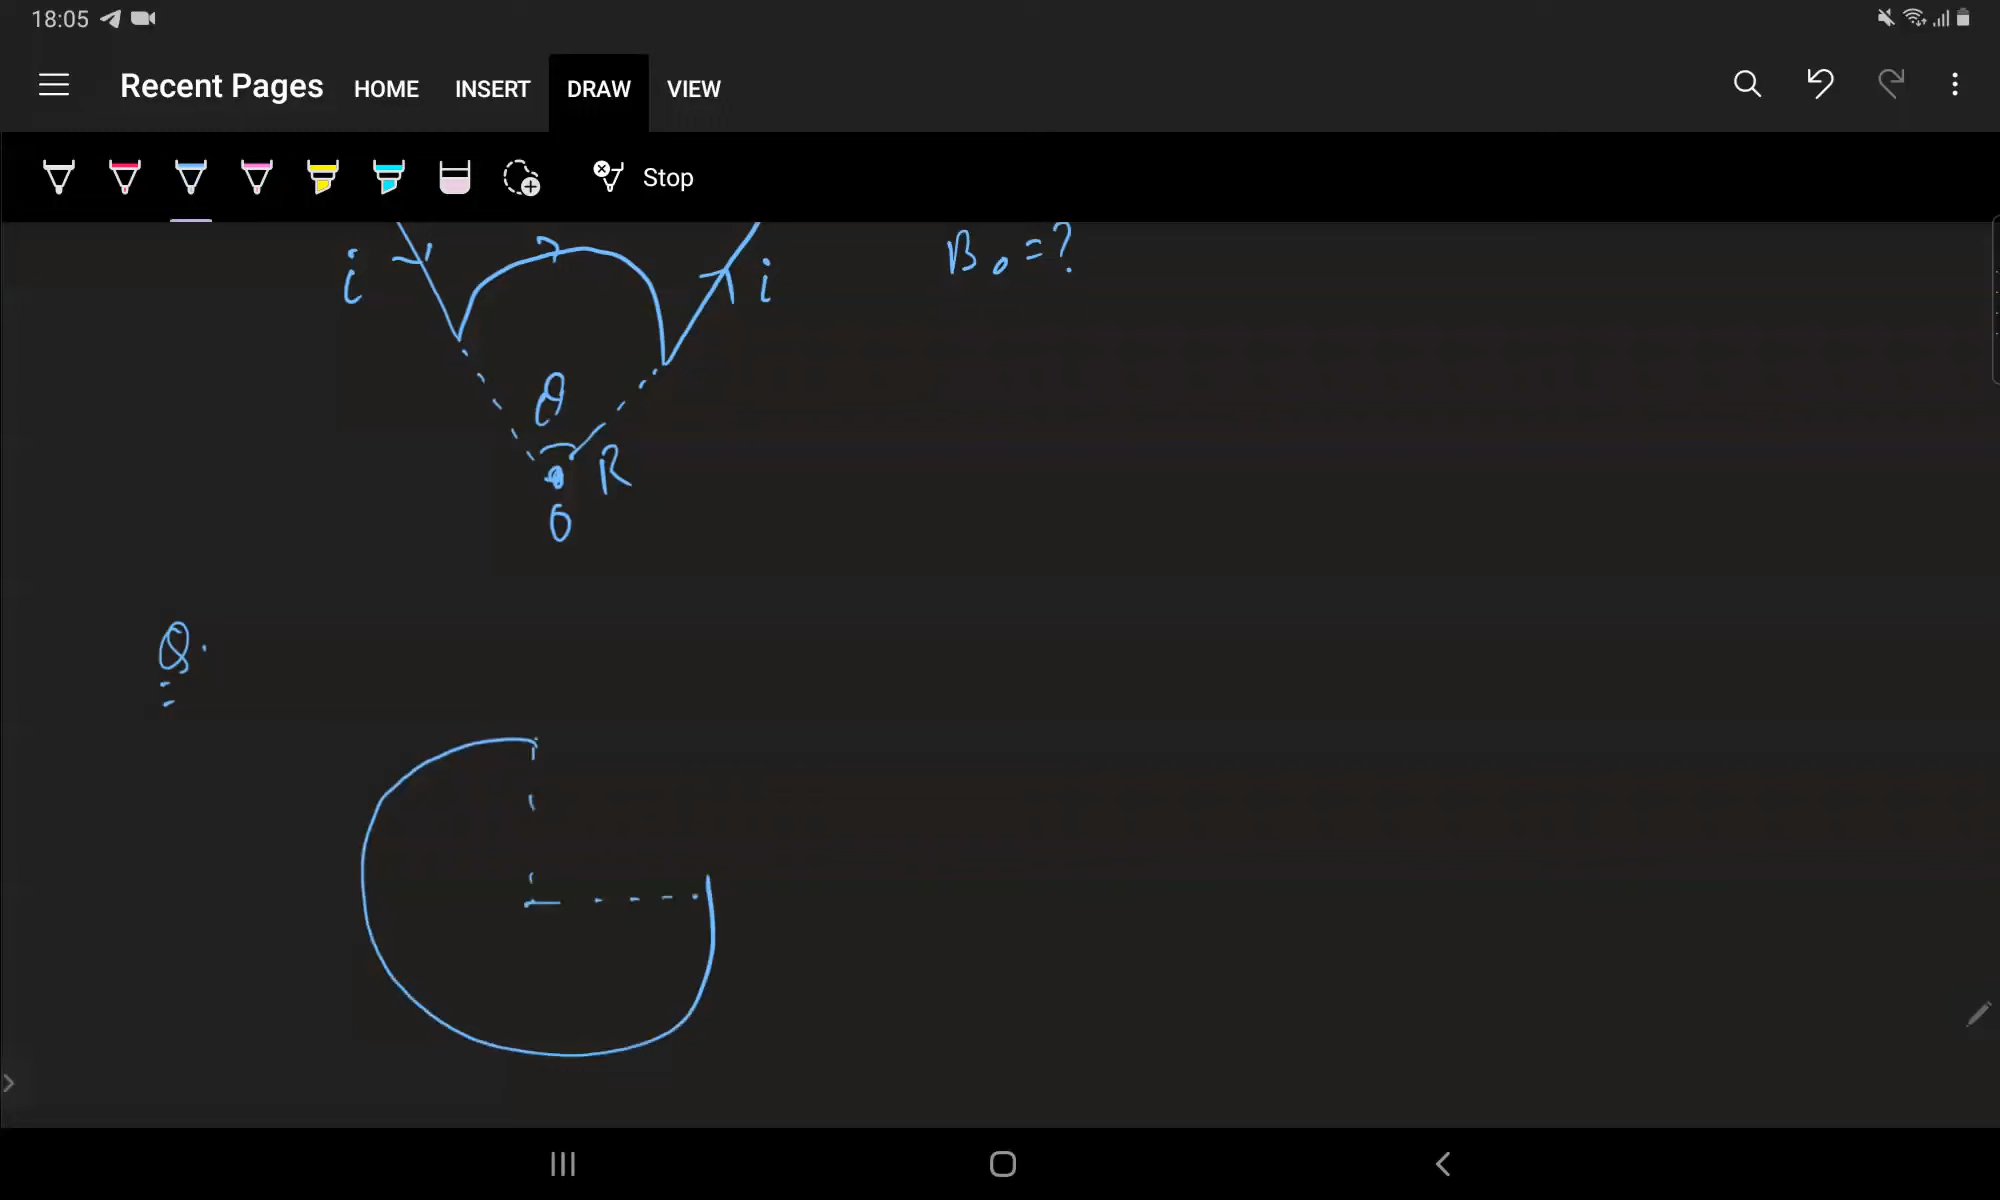 18:05
Recent Pages HOME INSERT DRAW VIEW
Stop
i i B₀ = ?
θ
R
O
Q.